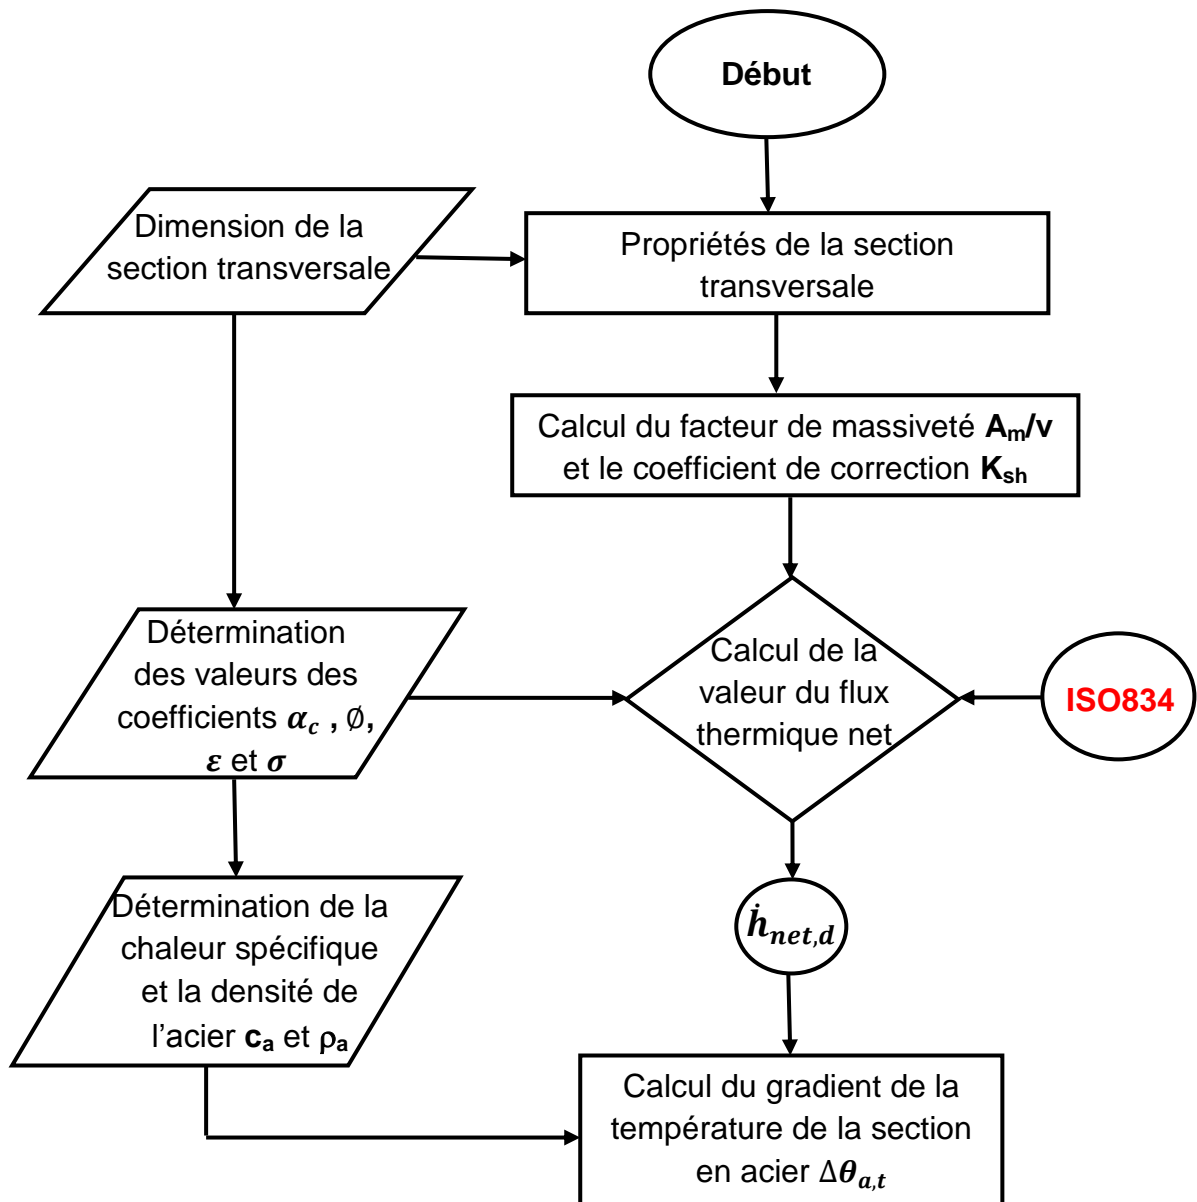 Début
Dimension de la
section transversale
Propriétés de la section
transversale
Calcul du facteur de massiveté Am/v
et le coefficient de correction Ksh
Détermination
des valeurs des
coefficients α_c , ∅,
ε et σ
Calcul de la
valeur du flux
thermique net
ISO834
ḣ_net,d
Détermination de la
chaleur spécifique
et la densité de
l’acier ca et ρa
Calcul du gradient de la
température de la section
en acier Δθ_a,t